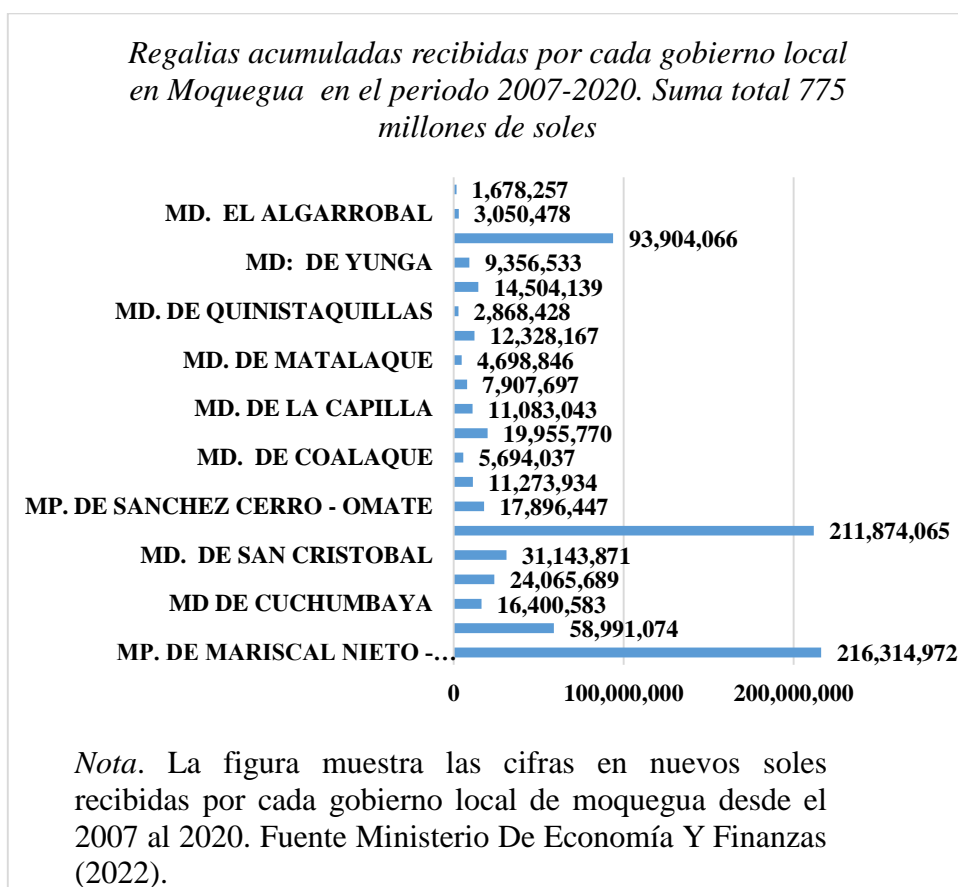 Regalias acumuladas recibidas por cada gobierno local
en Moquegua en el periodo 2007-2020. Suma total 775
millones de soles
1,678,257
MD. EL ALGARROBAL 3,050,478
93,904,066
MD: DE YUNGA 9,356,533
14,504,139
MD. DE QUINISTAQUILLAS 2,868,428
12,328,167
MD. DE MATALAQUE 4,698,846
7,907,697
MD. DE LA CAPILLA 11,083,043
19,955,770
MD. DE COALAQUE 5,694,037
11,273,934
MP. DE SANCHEZ CERRO - OMATE 17,896,447
211,874,065
MD. DE SAN CRISTOBAL 31,143,871
24,065,689
MD DE CUCHUMBAYA 16,400,583
58,991,074
MP. DE MARISCAL NIETO -… 216,314,972
0 100,000,000 200,000,000
Nota. La figura muestra las cifras en nuevos soles
recibidas por cada gobierno local de moquegua desde el
2007 al 2020. Fuente Ministerio De Economía Y Finanzas
(2022).